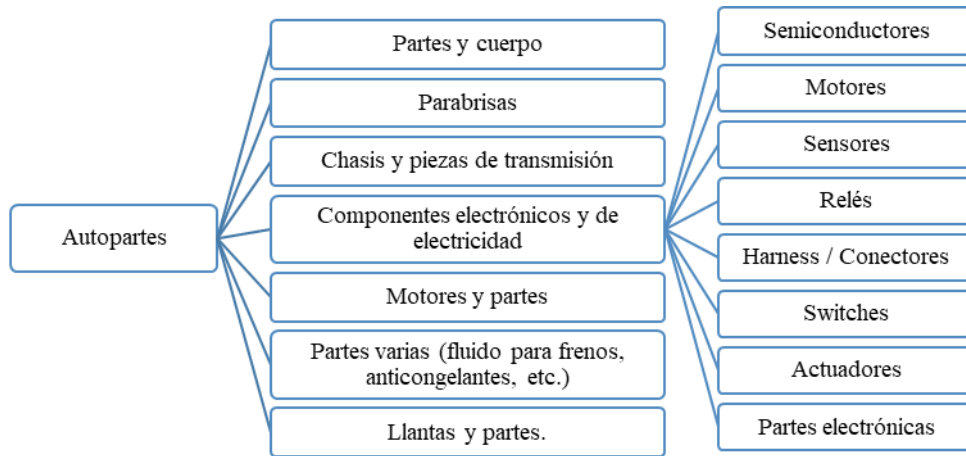 Autopartes
Partes y cuerpo
Parabrisas
Chasis y piezas de transmisión
Componentes electrónicos y de
electricidad
Motores y partes
Partes varias (fluido para frenos,
anticongelantes, etc.)
Llantas y partes.
Semiconductores
Motores
Sensores
Relés
Harness / Conectores
Switches
Actuadores
Partes electrónicas